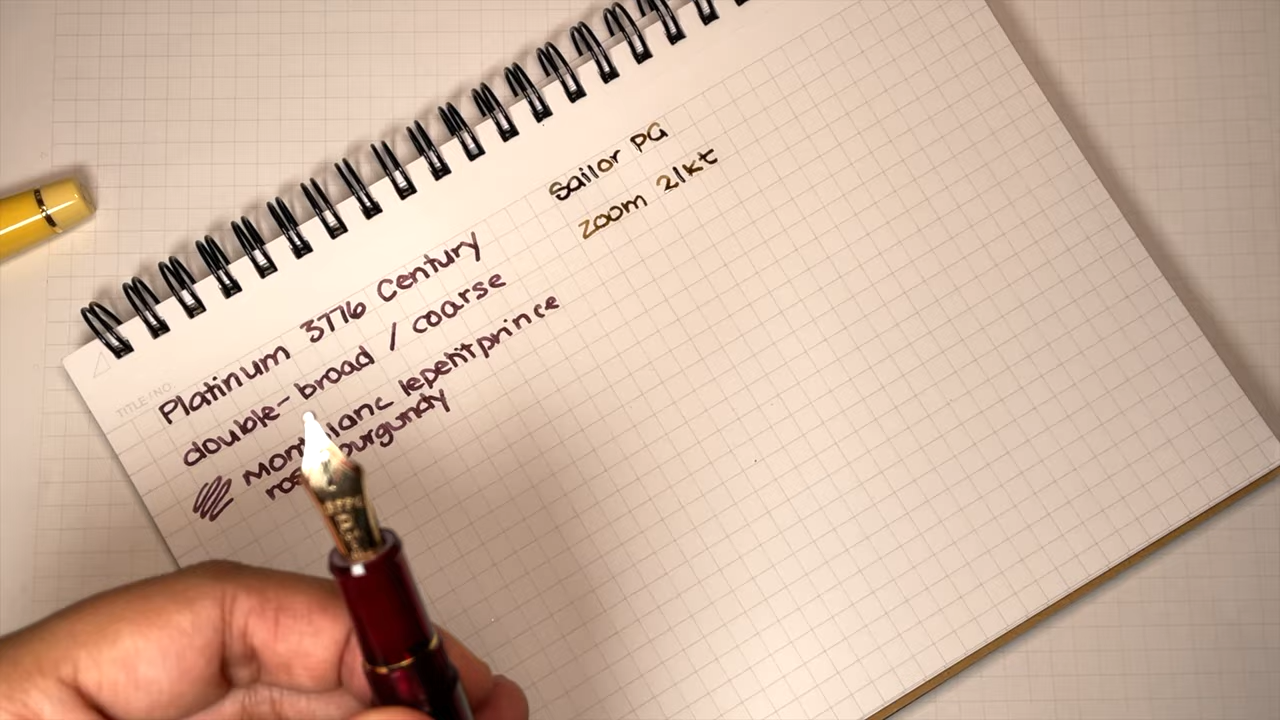 TITLE/NO.
Platinum 3776 Century
double-broad / coarse
Montblanc lepetitprince
burgundy
Sailor PG
zoom 21kt